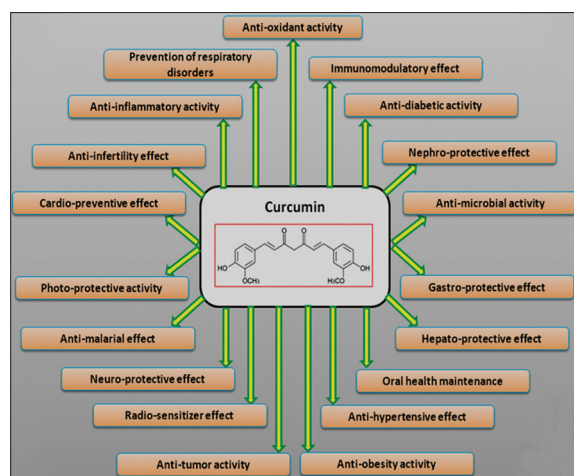 Anti-oxidant activity
Prevention of respiratory
disorders
Immunomodulatory effect
Anti-inflammatory activity
Anti-diabetic activity
Anti-infertility effect
Nephro-protective effect
Cardio-preventive effect
Curcumin
Anti-microbial activity
O
O
HO
OCH₃
H₃CO
OH
Photo-protective activity
Gastro-protective effect
Anti-malarial effect
Hepato-protective effect
Neuro-protective effect
Oral health maintenance
Radio-sensitizer effect
Anti-hypertensive effect
Anti-tumor activity
Anti-obesity activity